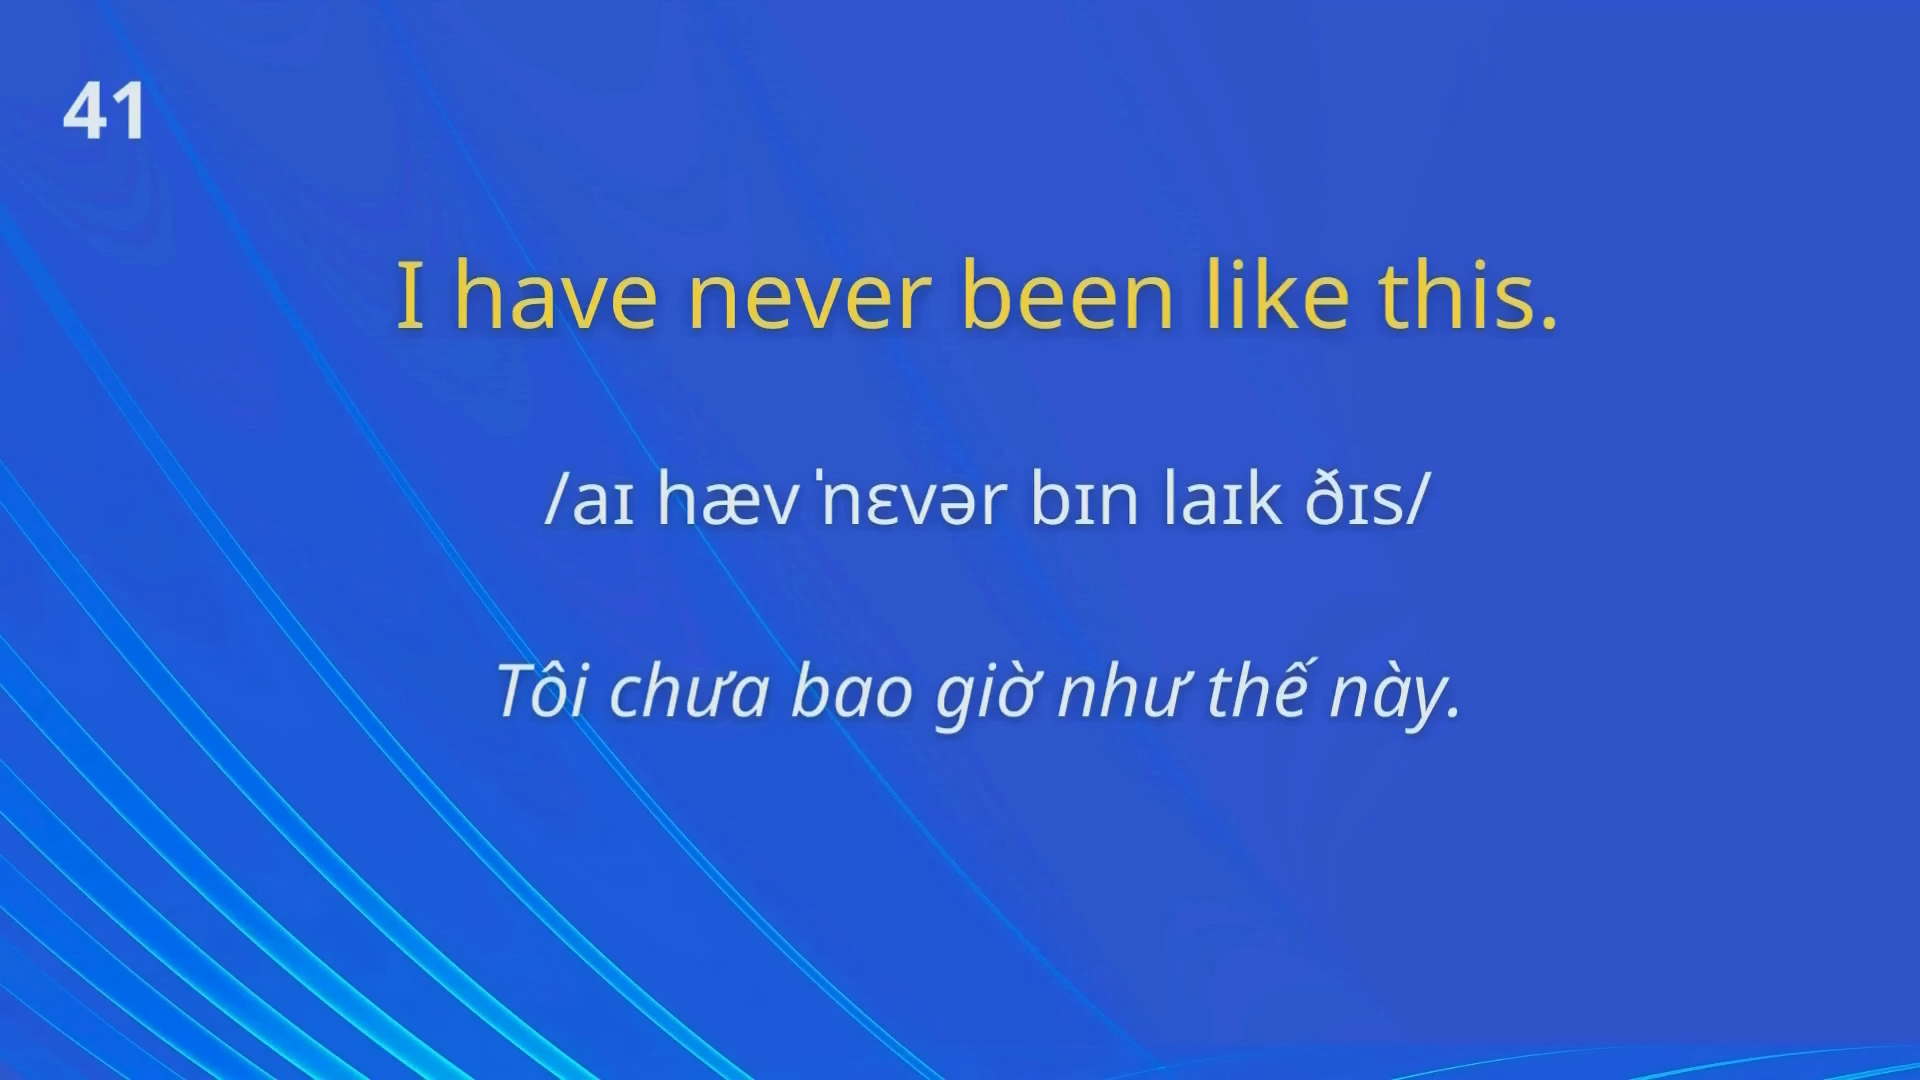 41
I have never been like this.
/aɪ hæv ˈnɛvər bɪn laɪk ðɪs/
Tôi chưa bao giờ như thế này.